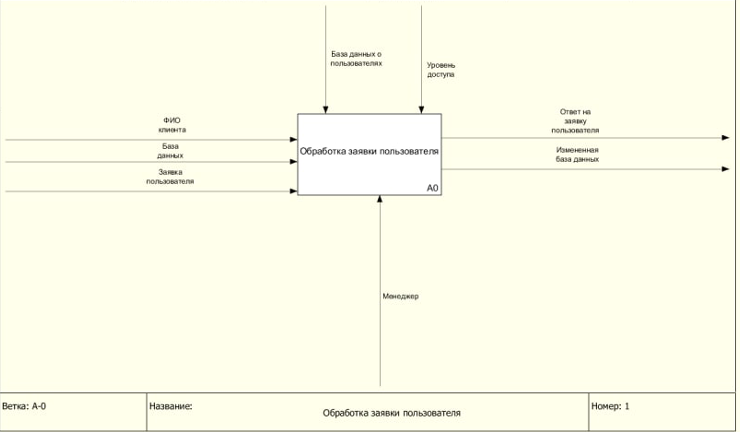 База данных о
пользователях
Уровень
доступа
ФИО
клиента
База
данных
Заявка
пользователя
Обработка заявки пользователя
A0
Ответ на
заявку
пользователя
Измененная
база данных
Менеджер
Ветка: A-0
Название:
Обработка заявки пользователя
Номер: 1